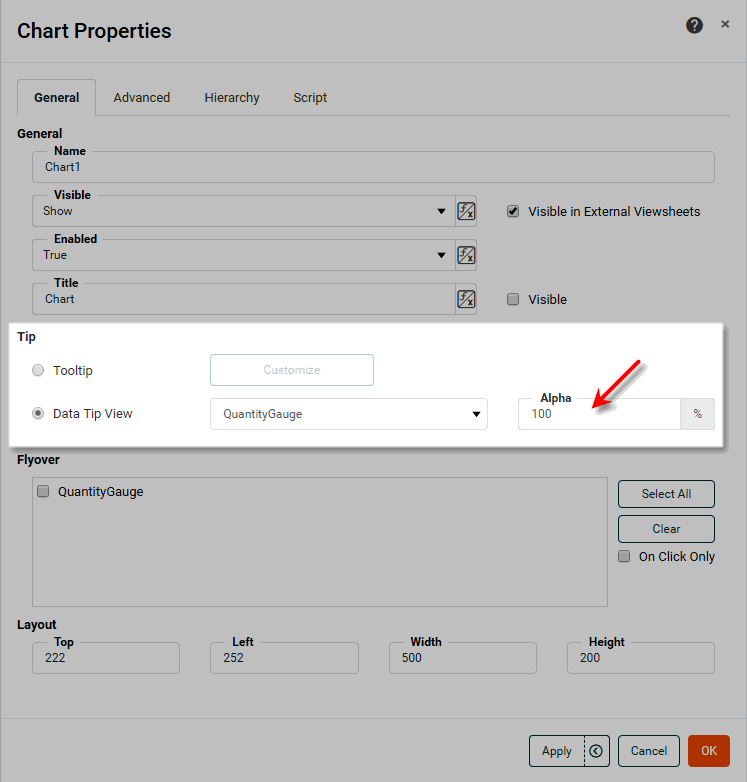 Chart Properties
?
×
General Advanced Hierarchy Script
General
Name
Chart1
Visible
Show
Visible in External Viewsheets
Enabled
True
Title
Chart
Visible
Tip
Tooltip Customize
Data Tip View QuantityGauge
Alpha
100 %
Flyover
QuantityGauge
Select All
Clear
On Click Only
Layout
Top Left Width Height
222 252 500 200
Apply Cancel OK